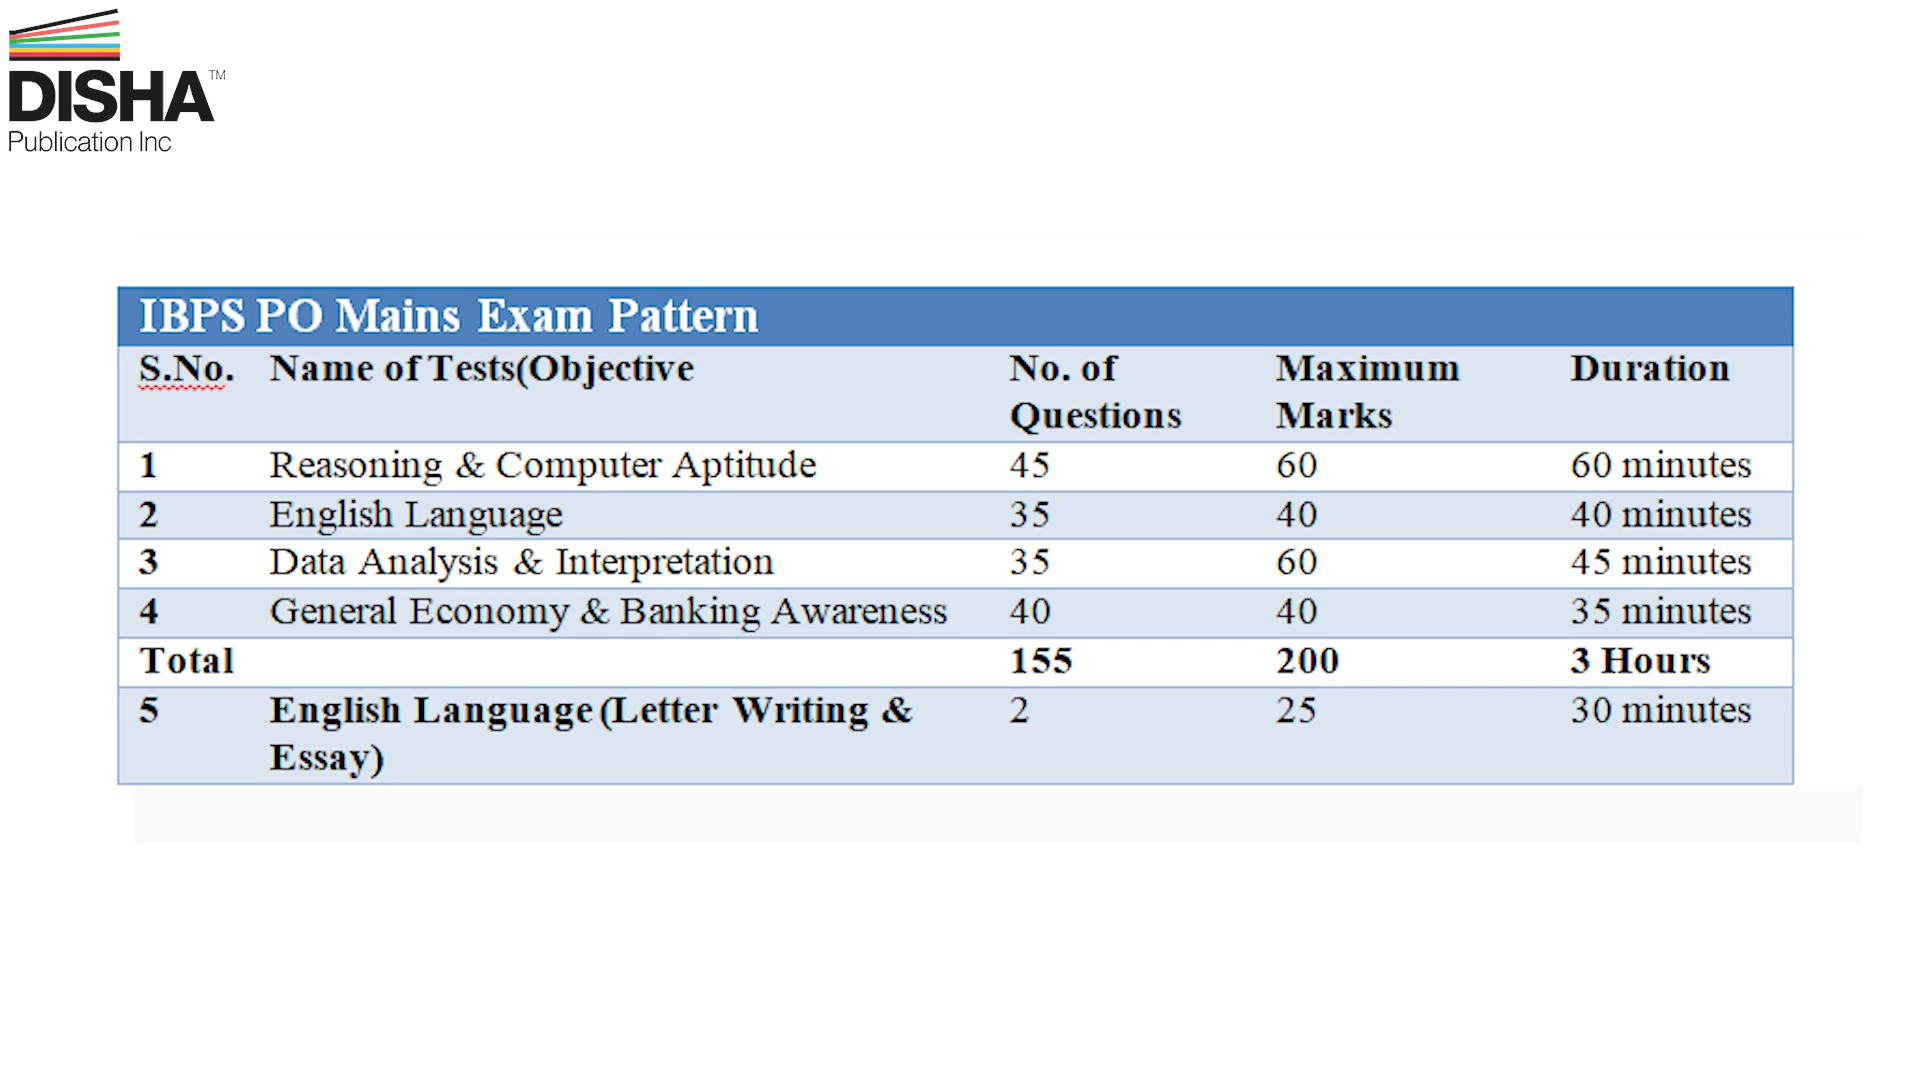 DISHA™
Publication Inc
IBPS PO Mains Exam Pattern
S.No. Name of Tests(Objective No. of Questions Maximum Marks Duration
1 Reasoning & Computer Aptitude 45 60 60 minutes
2 English Language 35 40 40 minutes
3 Data Analysis & Interpretation 35 60 45 minutes
4 General Economy & Banking Awareness 40 40 35 minutes
Total 155 200 3 Hours
5 English Language (Letter Writing & Essay) 2 25 30 minutes